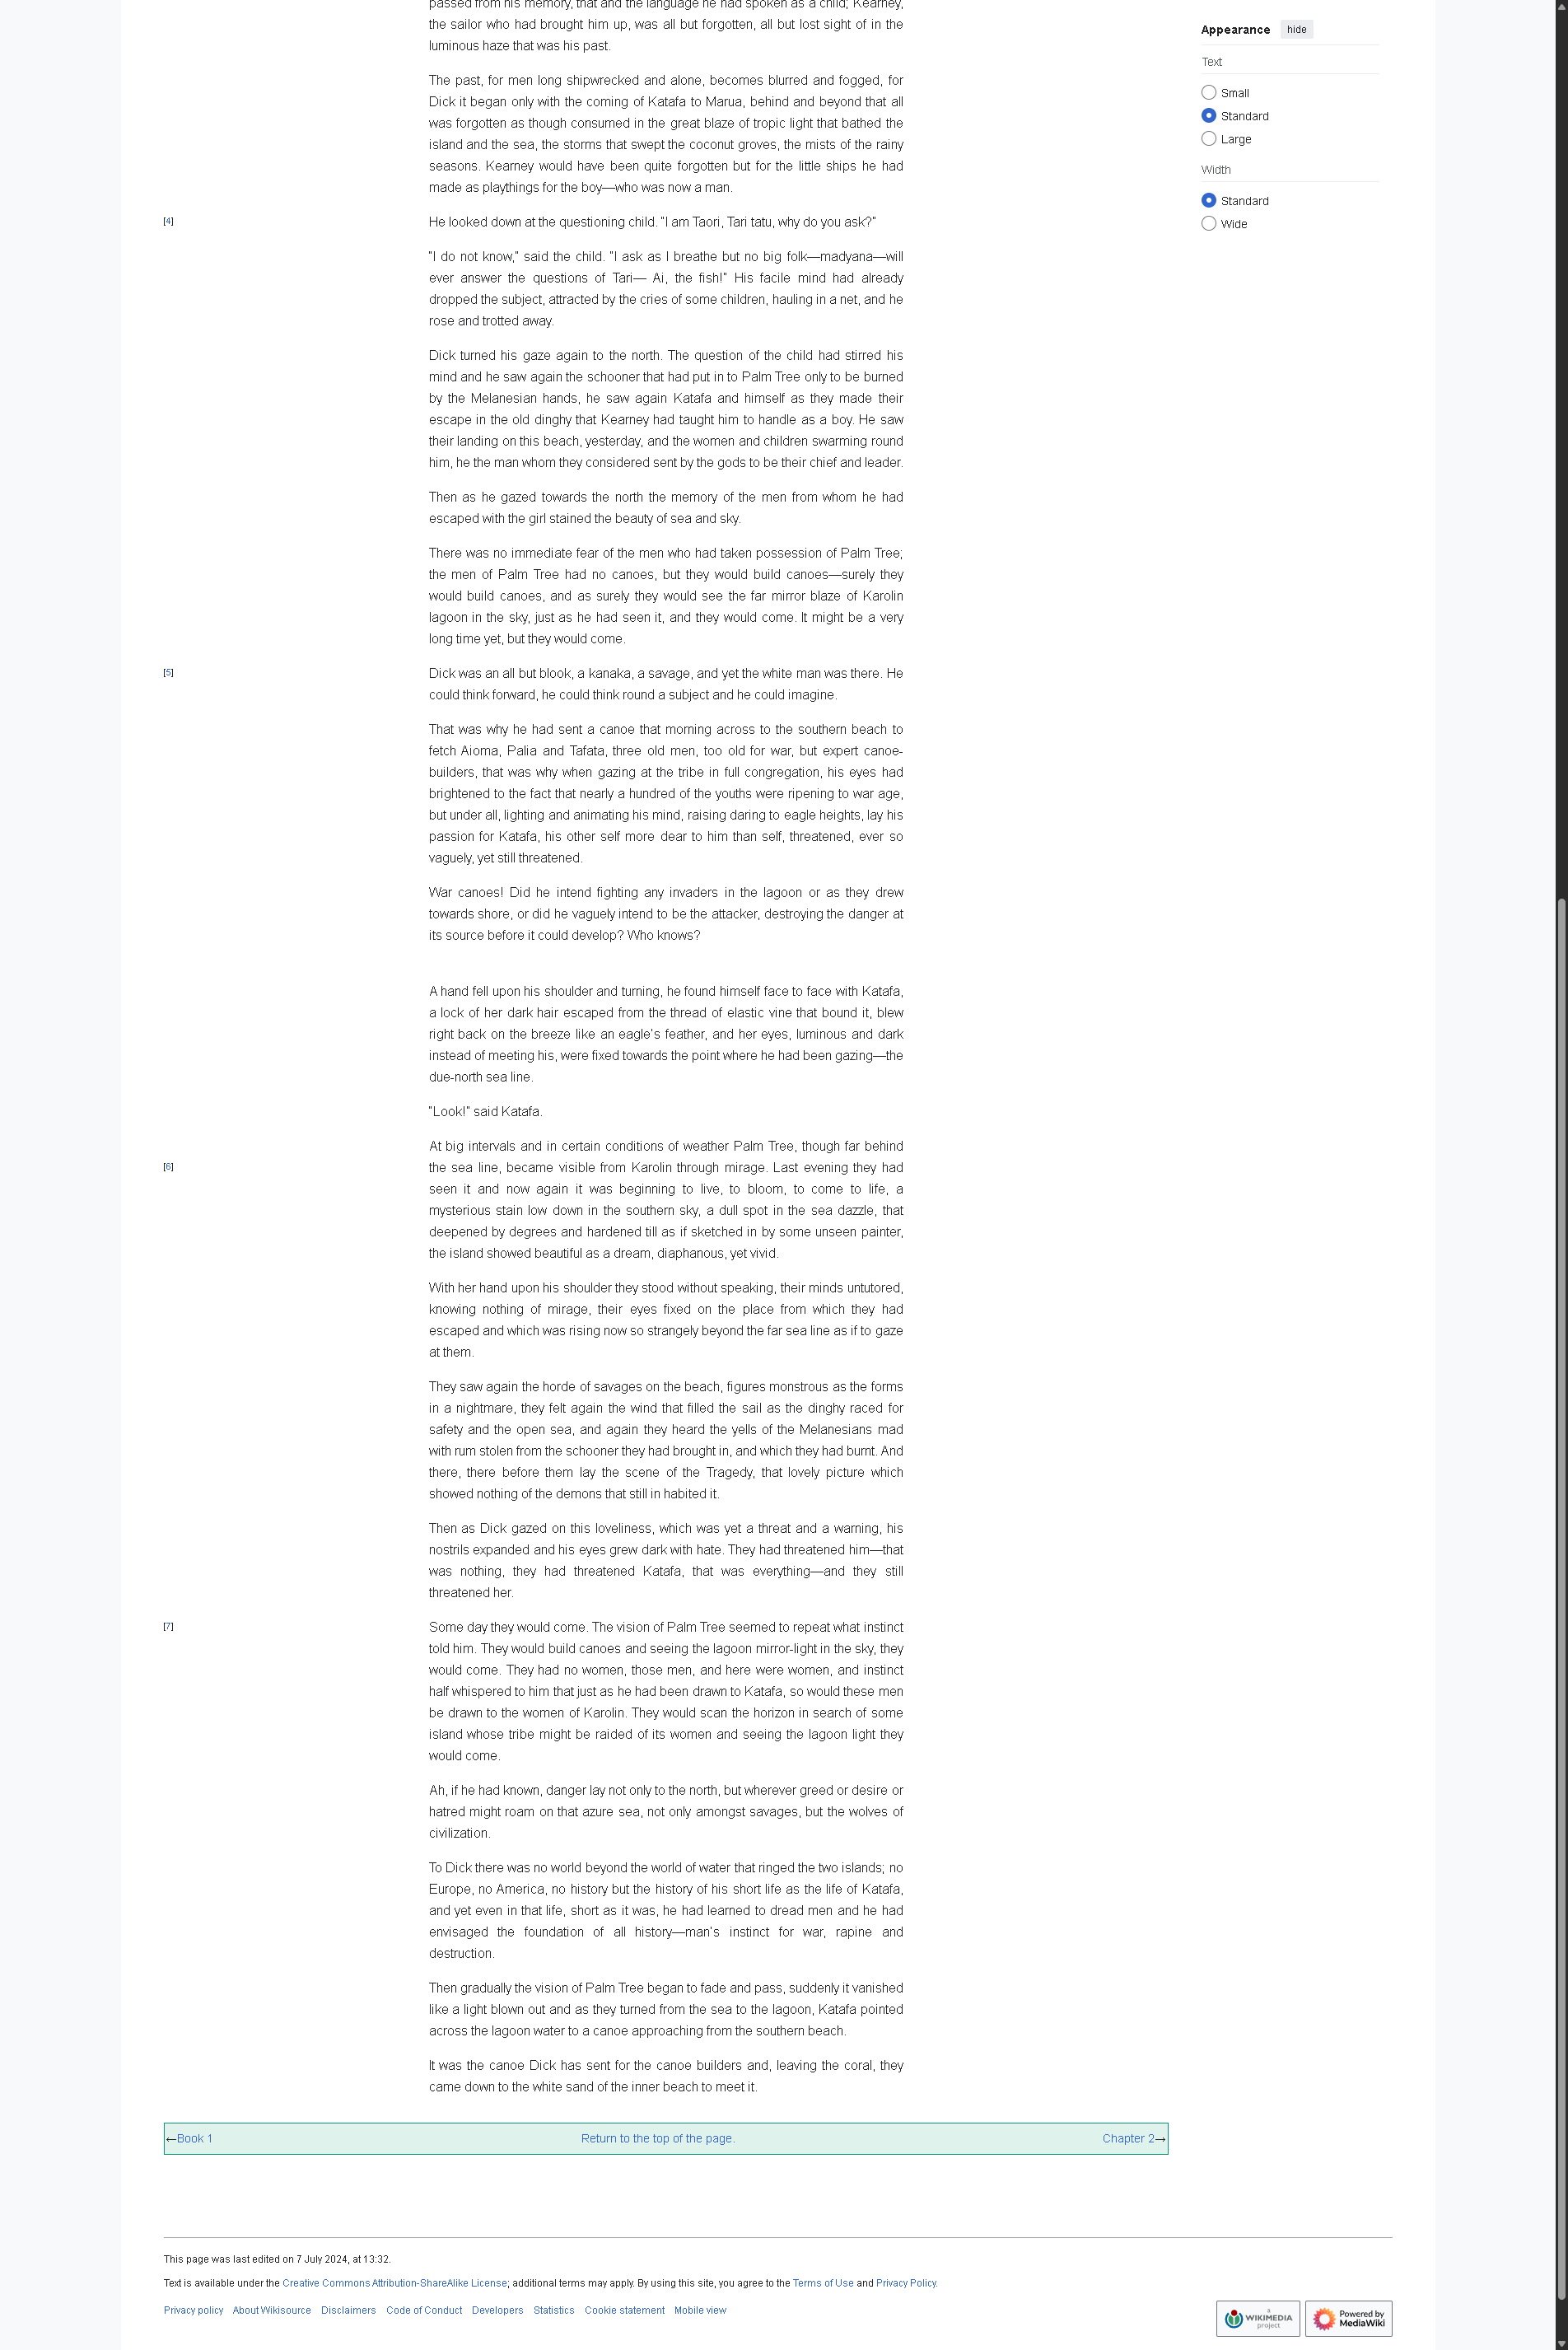 passed from his memory, that and the language he had spoken as a child; Kearney,
the sailor who had brought him up, was all but forgotten, all but lost sight of in the
luminous haze that was his past.
The past, for men long shipwrecked and alone, becomes blurred and fogged, for
Dick it began only with the coming of Katafa to Marua, behind and beyond that all
was forgotten as though consumed in the great blaze of tropic light that bathed the
island and the sea, the storms that swept the coconut groves, the mists of the rainy
seasons. Kearney would have been quite forgotten but for the little ships he had
made as playthings for the boy—who was now a man.
[4]
He looked down at the questioning child. "I am Taori, Tari tatu, why do you ask?"
"I do not know," said the child. "I ask as I breathe but no big folk—madyana—will
ever answer the questions of Tari— Ai, the fish!" His facile mind had already
dropped the subject, attracted by the cries of some children, hauling in a net, and he
rose and trotted away.
Dick turned his gaze again to the north. The question of the child had stirred his
mind and he saw again the schooner that had put in to Palm Tree only to be burned
by the Melanesian hands, he saw again Katafa and himself as they made their
escape in the old dinghy that Kearney had taught him to handle as a boy. He saw
their landing on this beach, yesterday, and the women and children swarming round
him, he the man whom they considered sent by the gods to be their chief and leader.
Then as he gazed towards the north the memory of the men from whom he had
escaped with the girl stained the beauty of sea and sky.
There was no immediate fear of the men who had taken possession of Palm Tree;
the men of Palm Tree had no canoes, but they would build canoes—surely they
would build canoes, and as surely they would see the far mirror blaze of Karolin
lagoon in the sky, just as he had seen it, and they would come. It might be a very
long time yet, but they would come.
[5]
Dick was an all but blook, a kanaka, a savage, and yet the white man was there. He
could think forward, he could think round a subject and he could imagine.
That was why he had sent a canoe that morning across to the southern beach to
fetch Aioma, Palia and Tafata, three old men, too old for war, but expert canoe-
builders, that was why when gazing at the tribe in full congregation, his eyes had
brightened to the fact that nearly a hundred of the youths were ripening to war age,
but under all, lighting and animating his mind, raising daring to eagle heights, lay his
passion for Katafa, his other self more dear to him than self, threatened, ever so
vaguely, yet still threatened.
War canoes! Did he intend fighting any invaders in the lagoon or as they drew
towards shore, or did he vaguely intend to be the attacker, destroying the danger at
its source before it could develop? Who knows?
A hand fell upon his shoulder and turning, he found himself face to face with Katafa,
a lock of her dark hair escaped from the thread of elastic vine that bound it, blew
right back on the breeze like an eagle's feather, and her eyes, luminous and dark
instead of meeting his, were fixed towards the point where he had been gazing—the
due-north sea line.
"Look!" said Katafa.
At big intervals and in certain conditions of weather Palm Tree, though far behind
[6]
the sea line, became visible from Karolin through mirage. Last evening they had
seen it and now again it was beginning to live, to bloom, to come to life, a
mysterious stain low down in the southern sky, a dull spot in the sea dazzle, that
deepened by degrees and hardened till as if sketched in by some unseen painter,
the island showed beautiful as a dream, diaphanous, yet vivid.
With her hand upon his shoulder they stood without speaking, their minds untutored,
knowing nothing of mirage, their eyes fixed on the place from which they had
escaped and which was rising now so strangely beyond the far sea line as if to gaze
at them.
They saw again the horde of savages on the beach, figures monstrous as the forms
in a nightmare, they felt again the wind that filled the sail as the dinghy raced for
safety and the open sea, and again they heard the yells of the Melanesians mad
with rum stolen from the schooner they had brought in, and which they had burnt. And
there, there before them lay the scene of the Tragedy, that lovely picture which
showed nothing of the demons that still in habited it.
Then as Dick gazed on this loveliness, which was yet a threat and a warning, his
nostrils expanded and his eyes grew dark with hate. They had threatened him—that
was nothing, they had threatened Katafa, that was everything—and they still
threatened her.
[7]
Some day they would come. The vision of Palm Tree seemed to repeat what instinct
told him. They would build canoes and seeing the lagoon mirror-light in the sky, they
would come. They had no women, those men, and here were women, and instinct
half whispered to him that just as he had been drawn to Katafa, so would these men
be drawn to the women of Karolin. They would scan the horizon in search of some
island whose tribe might be raided of its women and seeing the lagoon light they
would come.
Ah, if he had known, danger lay not only to the north, but wherever greed or desire or
hatred might roam on that azure sea, not only amongst savages, but the wolves of
civilization.
To Dick there was no world beyond the world of water that ringed the two islands; no
Europe, no America, no history but the history of his short life as the life of Katafa,
and yet even in that life, short as it was, he had learned to dread men and he had
envisaged the foundation of all history—man's instinct for war, rapine and
destruction.
Then gradually the vision of Palm Tree began to fade and pass, suddenly it vanished
like a light blown out and as they turned from the sea to the lagoon, Katafa pointed
across the lagoon water to a canoe approaching from the southern beach.
It was the canoe Dick has sent for the canoe builders and, leaving the coral, they
came down to the white sand of the inner beach to meet it.
←Book 1
Return to the top of the page.
Chapter 2→
Appearance hide
Text
Small
Standard
Large
Width
Standard
Wide
This page was last edited on 7 July 2024, at 13:32.
Text is available under the Creative Commons Attribution-ShareAlike License; additional terms may apply. By using this site, you agree to the Terms of Use and Privacy Policy.
Privacy policy About Wikisource Disclaimers Code of Conduct Developers Statistics Cookie statement Mobile view
a
WIKIMEDIA
project
Powered by
MediaWiki